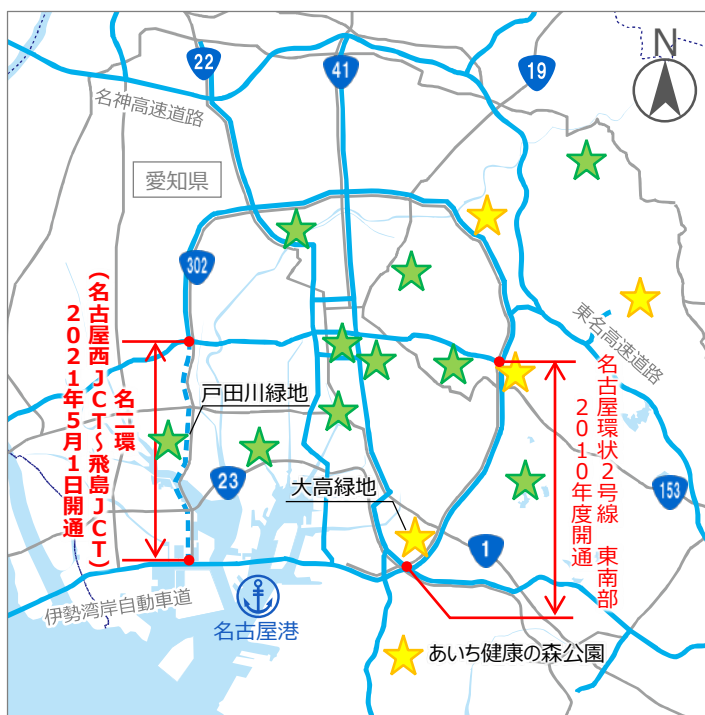 N
22
41
19
名神高速道路
愛知県
302
東名高速道路
名二環
（名古屋西JCT～飛島JCT）
2021年5月1日開通
戸田川緑地
名古屋環状2号線 東南部
2010年度開通
23
大高緑地
153
1
伊勢湾岸自動車道
名古屋港
あいち健康の森公園